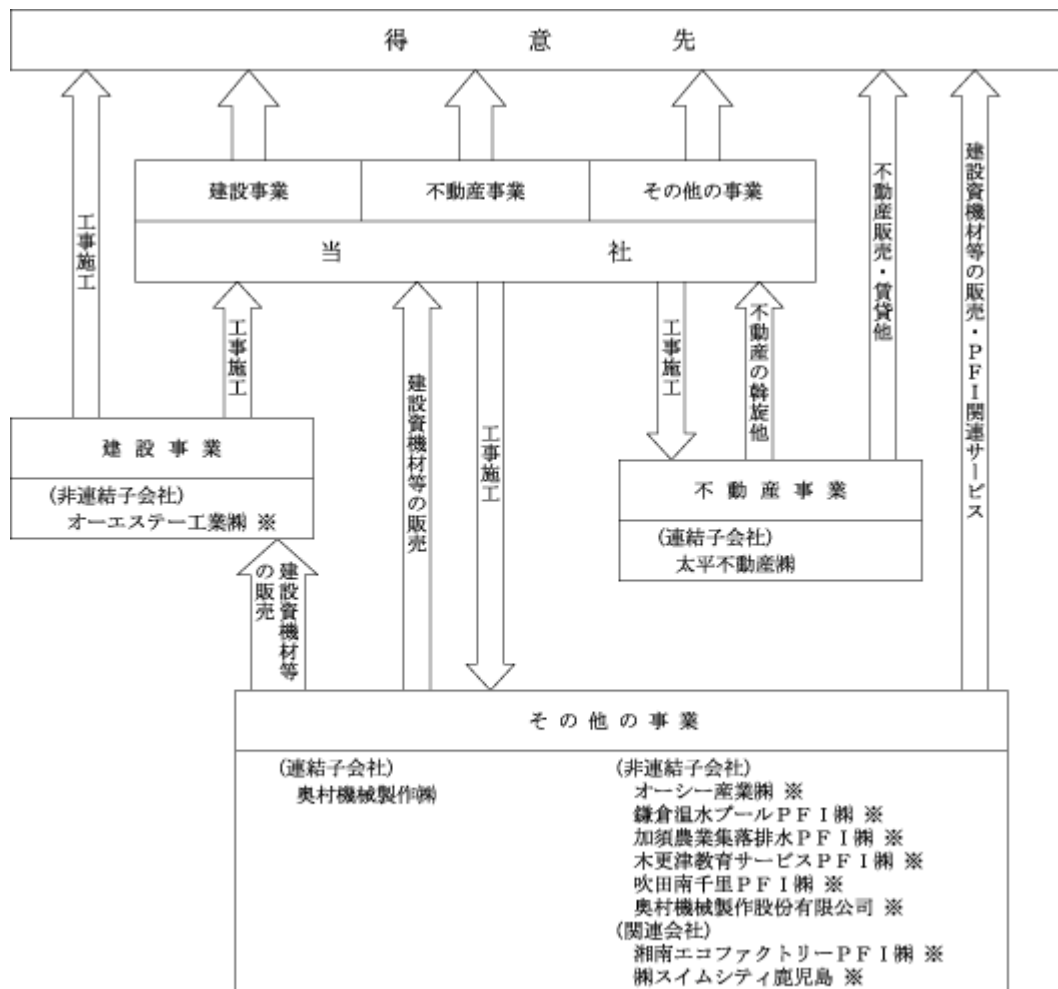 得意先
建設事業
不動産事業
その他の事業
当社
工事施工
工事施工
建設資機材等の販売
工事施工
工事施工
不動産の斡旋他
不動産販売・賃貸他
建設資機材等の販売・ＰＦＩ関連サービス
建設事業
(非連結子会社)
オーエステー工業㈱ ※
不動産事業
(連結子会社)
太平不動産㈱
建設資機材等
の販売
その他の事業
(連結子会社)
奥村機械製作㈱
(非連結子会社)
オーシー産業㈱ ※
鎌倉温水プールＰＦＩ㈱ ※
加須農業集落排水ＰＦＩ㈱ ※
木更津教育サービスＰＦＩ㈱ ※
吹田南千里ＰＦＩ㈱ ※
奥村機械製作股份有限公司 ※
(関連会社)
湘南エコファクトリーＰＦＩ㈱ ※
㈱スイムシティ鹿児島 ※